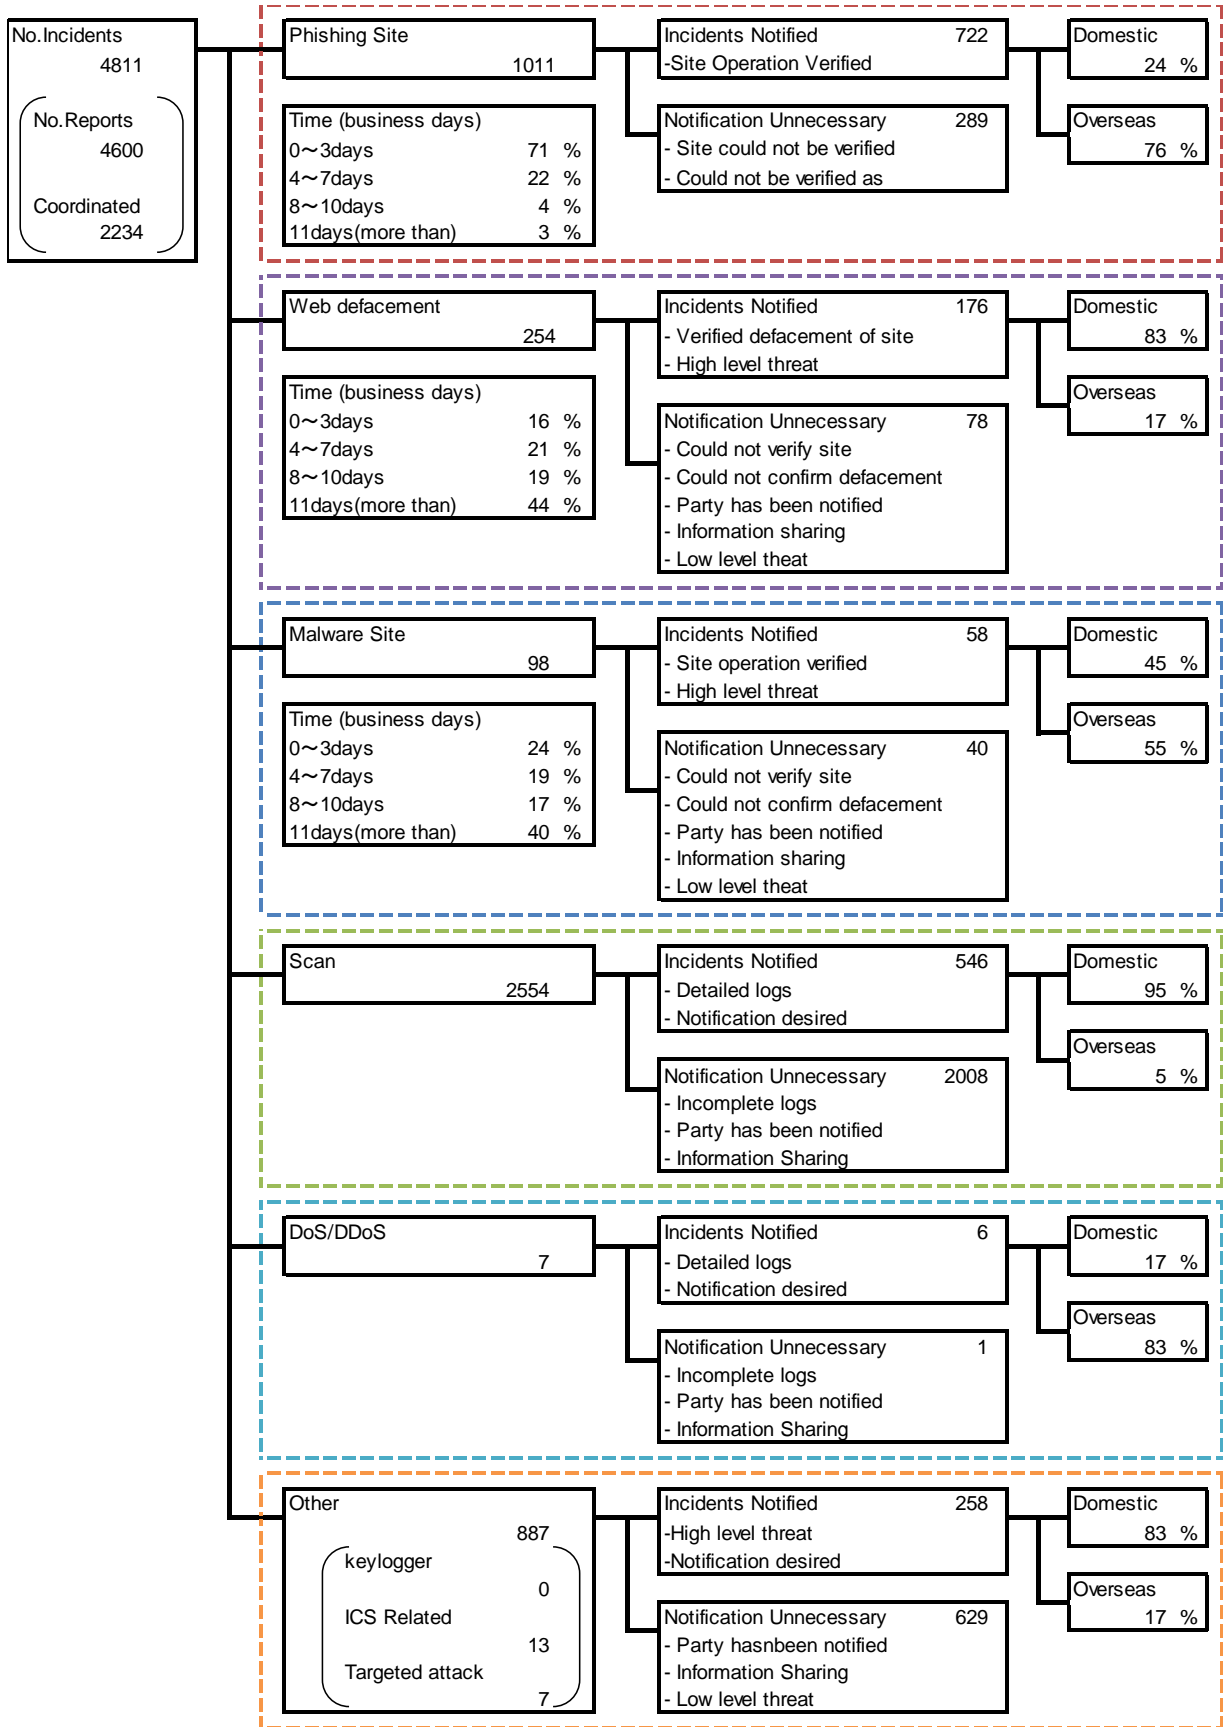 No.Incidents
4811
No.Reports
4600
Coordinated
2234
Phishing Site
1011
Time (business days)
0～3days 71 %
4～7days 22 %
8～10days 4 %
11days(more than) 3 %
Incidents Notified 722
-Site Operation Verified
Notification Unnecessary 289
- Site could not be verified
- Could not be verified as
Domestic
24 %
Overseas
76 %
Web defacement
254
Time (business days)
0～3days 16 %
4～7days 21 %
8～10days 19 %
11days(more than) 44 %
Incidents Notified 176
- Verified defacement of site
- High level threat
Notification Unnecessary 78
- Could not verify site
- Could not confirm defacement
- Party has been notified
- Information sharing
- Low level theat
Domestic
83 %
Overseas
17 %
Malware Site
98
Time (business days)
0～3days 24 %
4～7days 19 %
8～10days 17 %
11days(more than) 40 %
Incidents Notified 58
- Site operation verified
- High level threat
Notification Unnecessary 40
- Could not verify site
- Could not confirm defacement
- Party has been notified
- Information sharing
- Low level theat
Domestic
45 %
Overseas
55 %
Scan
2554
Incidents Notified 546
- Detailed logs
- Notification desired
Notification Unnecessary 2008
- Incomplete logs
- Party has been notified
- Information Sharing
Domestic
95 %
Overseas
5 %
DoS/DDoS
7
Incidents Notified 6
- Detailed logs
- Notification desired
Notification Unnecessary 1
- Incomplete logs
- Party has been notified
- Information Sharing
Domestic
17 %
Overseas
83 %
Other
887
keylogger
0
ICS Related
13
Targeted attack
7
Incidents Notified 258
-High level threat
-Notification desired
Notification Unnecessary 629
- Party hasnbeen notified
- Information Sharing
- Low level threat
Domestic
83 %
Overseas
17 %